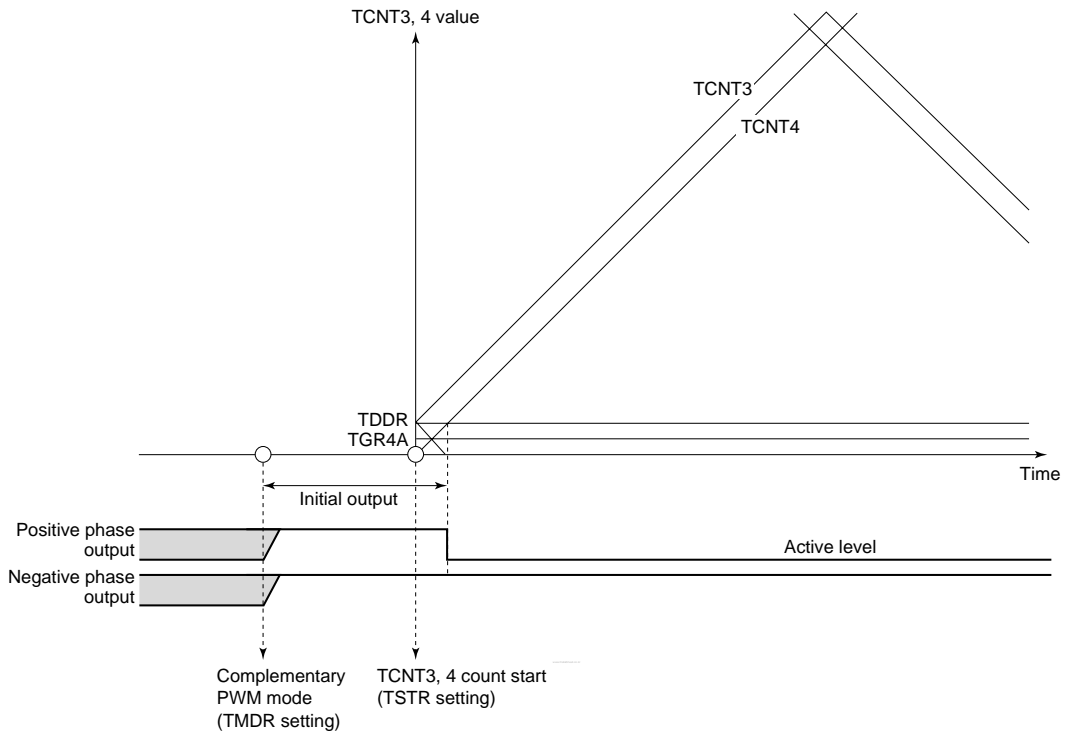 TCNT3, 4 value
TCNT3
TCNT4
TDDR
TGR4A
Time
Initial output
Positive phase
output
Active level
Negative phase
output
Complementary
PWM mode
(TMDR setting)
TCNT3, 4 count start
(TSTR setting)